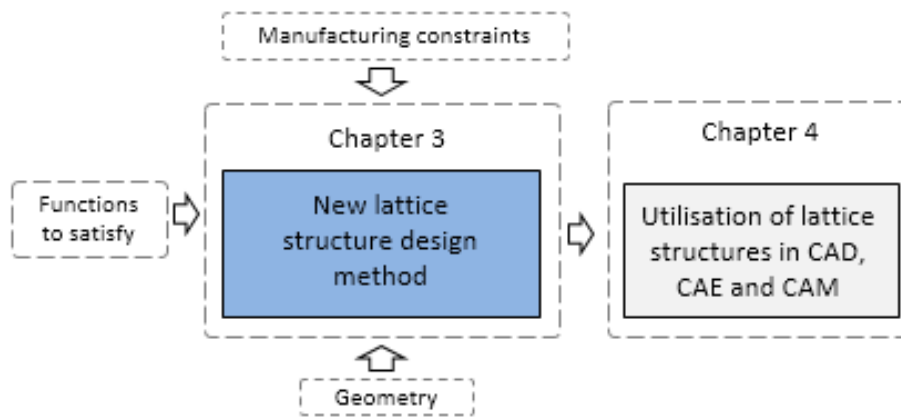 Manufacturing constraints
Chapter 3
Chapter 4
Functions
to satisfy
New lattice
structure design
method
Utilisation of lattice
structures in CAD,
CAE and CAM
Geometry